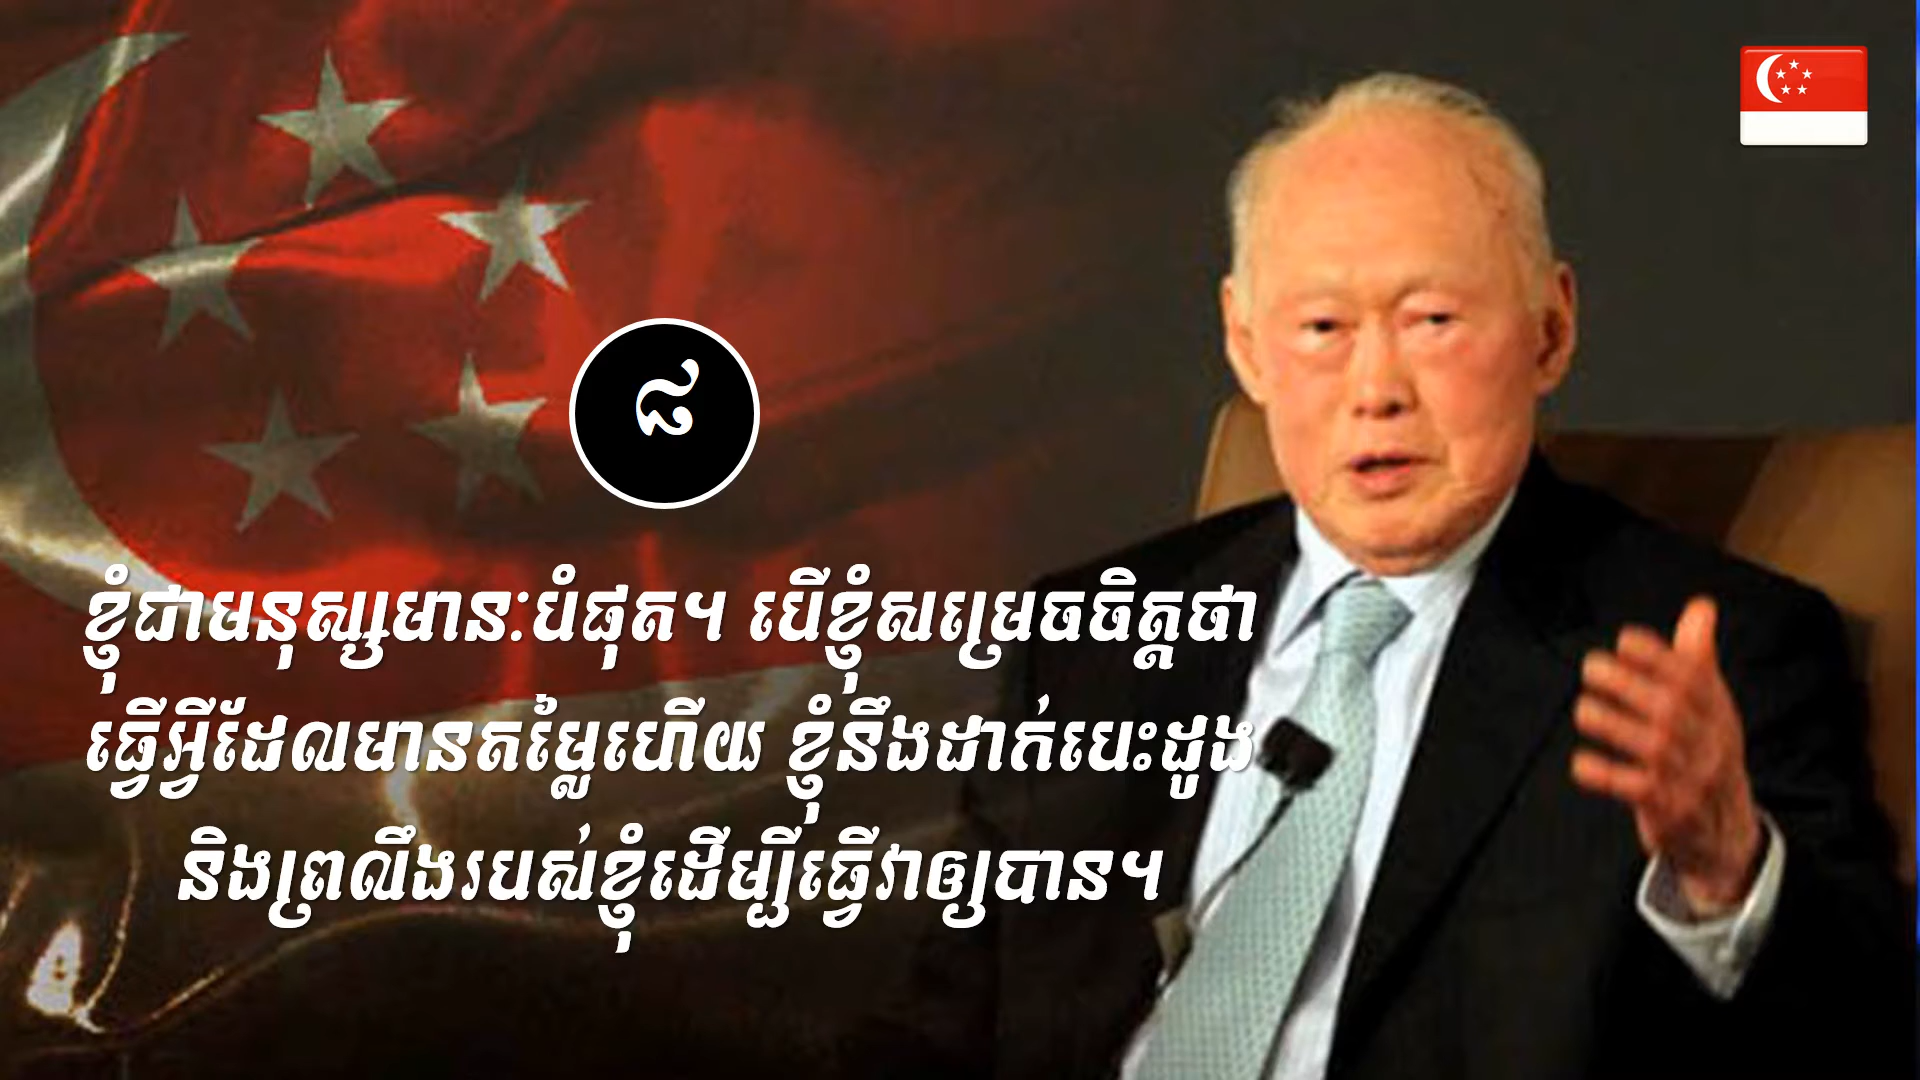 ៨
ខ្ញុំជាមនុស្សមានះបំផុត។ បើខ្ញុំសម្រេចចិត្តថា
ធ្វើអ្វីដែលមានតម្លៃហើយ ខ្ញុំនឹងដាក់បេះដូង
និងព្រលឹងរបស់ខ្ញុំដើម្បីធ្វើវាឲ្យបាន។